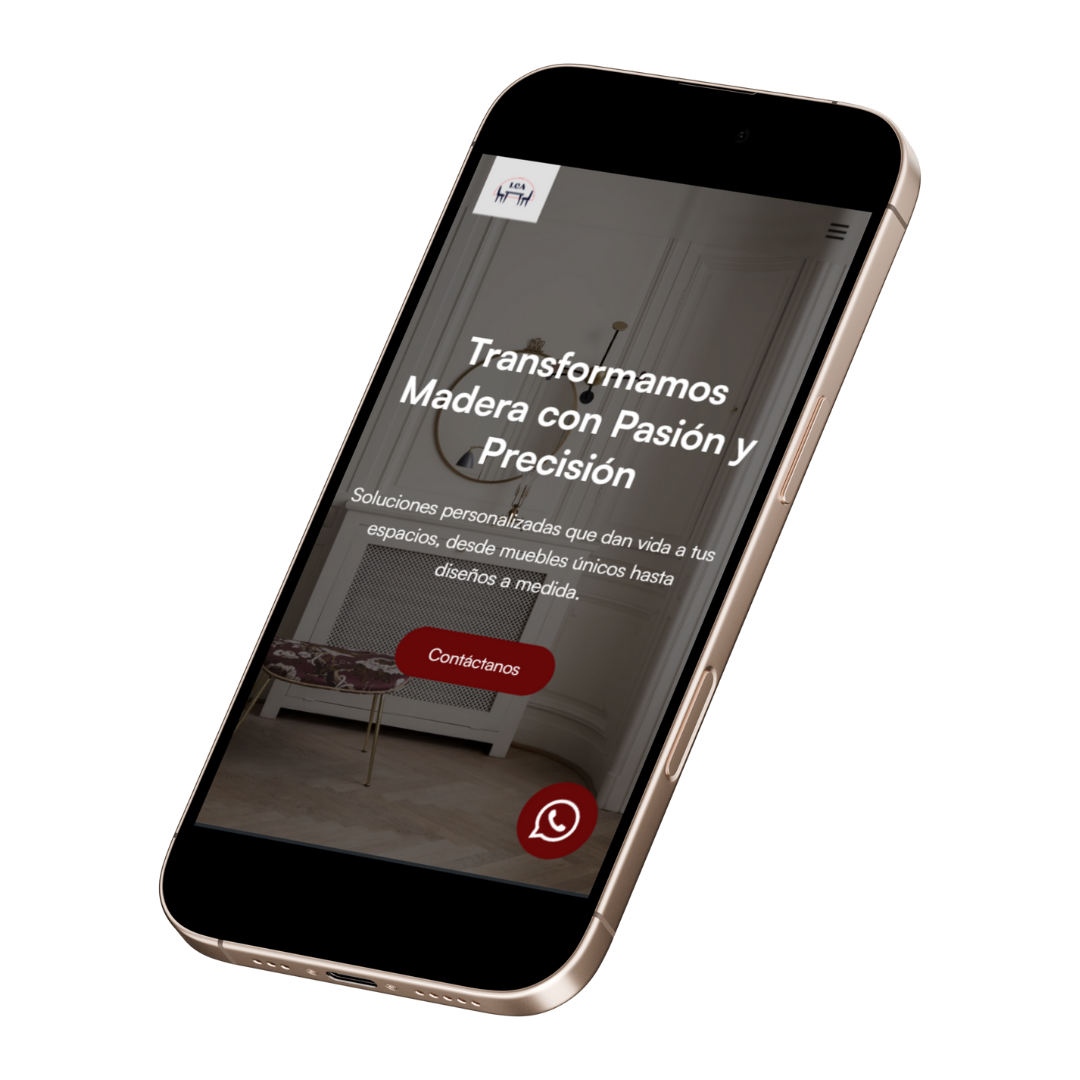 LCA
Transformamos
Madera con Pasión y
Precisión
Soluciones personalizadas que dan vida a tus
espacios, desde muebles únicos hasta
diseños a medida.
Contáctanos